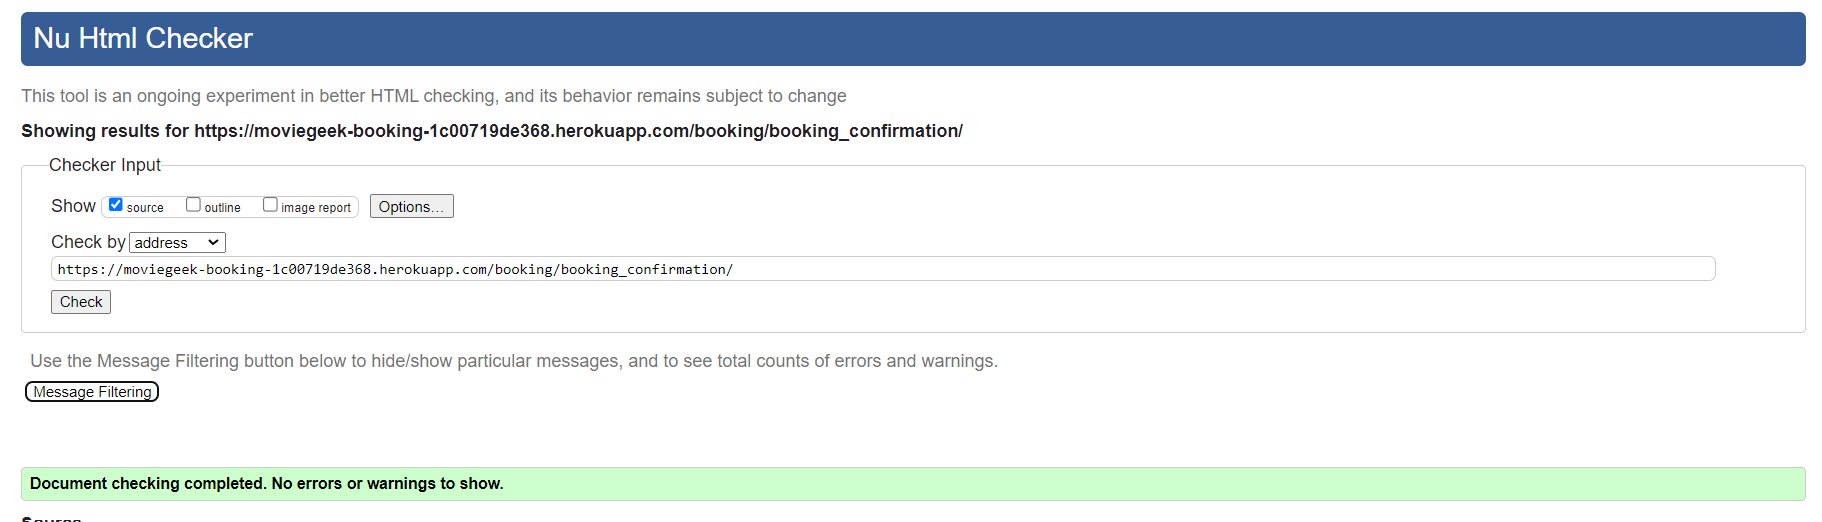 Nu Html Checker
This tool is an ongoing experiment in better HTML checking, and its behavior remains subject to change
Showing results for https://moviegeek-booking-1c00719de368.herokuapp.com/booking/booking_confirmation/
Checker Input
Show source outline image report Options...
Check by address
https://moviegeek-booking-1c00719de368.herokuapp.com/booking/booking_confirmation/
Check
Use the Message Filtering button below to hide/show particular messages, and to see total counts of errors and warnings.
Message Filtering
Document checking completed. No errors or warnings to show.
Source